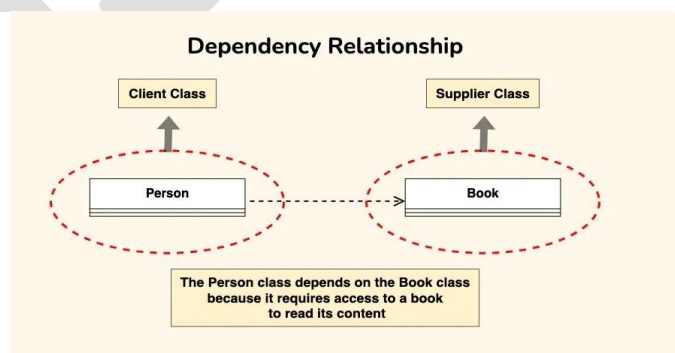 Dependency Relationship
Client Class
Supplier Class
Person
Book
The Person class depends on the Book class
because it requires access to a book
to read its content